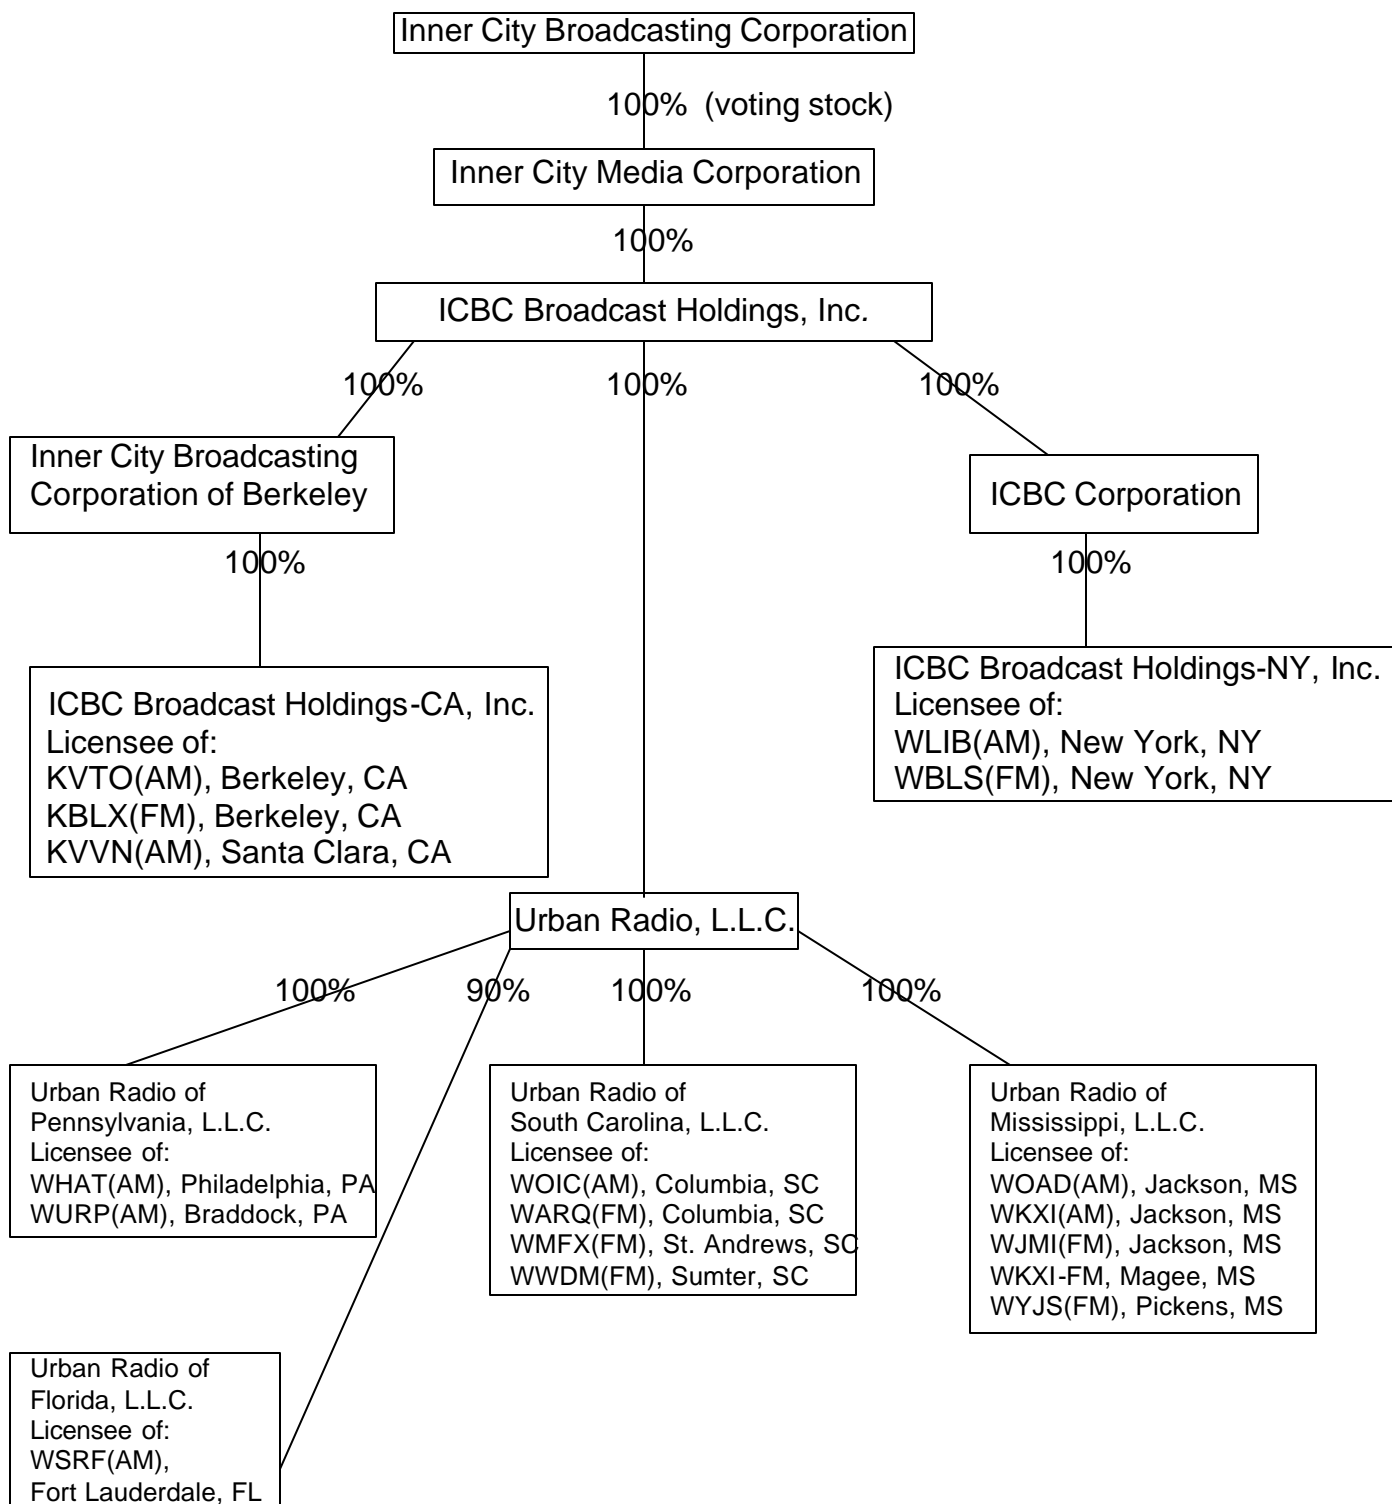 Inner City Broadcasting Corporation
100% (voting stock)
Inner City Media Corporation
100%
ICBC Broadcast Holdings, Inc.
100%
100%
100%
Inner City Broadcasting
Corporation of Berkeley
ICBC Corporation
100%
100%
ICBC Broadcast Holdings-CA, Inc.
Licensee of:
KVTO(AM), Berkeley, CA
KBLX(FM), Berkeley, CA
KVVN(AM), Santa Clara, CA
ICBC Broadcast Holdings-NY, Inc.
Licensee of:
WLIB(AM), New York, NY
WBLS(FM), New York, NY
Urban Radio, L.L.C.
100%
90%
100%
100%
Urban Radio of
Pennsylvania, L.L.C.
Licensee of:
WHAT(AM), Philadelphia, PA
WURP(AM), Braddock, PA
Urban Radio of
South Carolina, L.L.C.
Licensee of:
WOIC(AM), Columbia, SC
WARQ(FM), Columbia, SC
WMFX(FM), St. Andrews, SC
WWDM(FM), Sumter, SC
Urban Radio of
Mississippi, L.L.C.
Licensee of:
WOAD(AM), Jackson, MS
WKXI(AM), Jackson, MS
WJMI(FM), Jackson, MS
WKXI-FM, Magee, MS
WYJS(FM), Pickens, MS
Urban Radio of
Florida, L.L.C.
Licensee of:
WSRF(AM),
Fort Lauderdale, FL